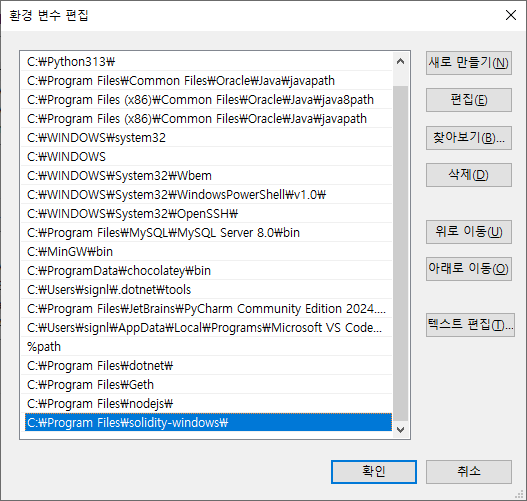 환경 변수 편집
C:₩Python313₩
C:₩Program Files₩Common Files₩Oracle₩Java₩javapath
C:₩Program Files (x86)₩Common Files₩Oracle₩Java₩java8path
C:₩Program Files (x86)₩Common Files₩Oracle₩Java₩javapath
C:₩WINDOWS₩system32
C:₩WINDOWS
C:₩WINDOWS₩System32₩Wbem
C:₩WINDOWS₩System32₩WindowsPowerShell₩v1.0₩
C:₩WINDOWS₩System32₩OpenSSH₩
C:₩Program Files₩MySQL₩MySQL Server 8.0₩bin
C:₩MinGW₩bin
C:₩ProgramData₩chocolatey₩bin
C:₩Users₩signl₩.dotnet₩tools
C:₩Program Files₩JetBrains₩PyCharm Community Edition 2024....
C:₩Users₩signl₩AppData₩Local₩Programs₩Microsoft VS Code...
%path
C:₩Program Files₩dotnet₩
C:₩Program Files₩Geth
C:₩Program Files₩nodejs₩
C:₩Program Files₩solidity-windows₩
새로 만들기(N)
편집(E)
찾아보기(B)...
삭제(D)
위로 이동(U)
아래로 이동(O)
텍스트 편집(T)...
확인
취소